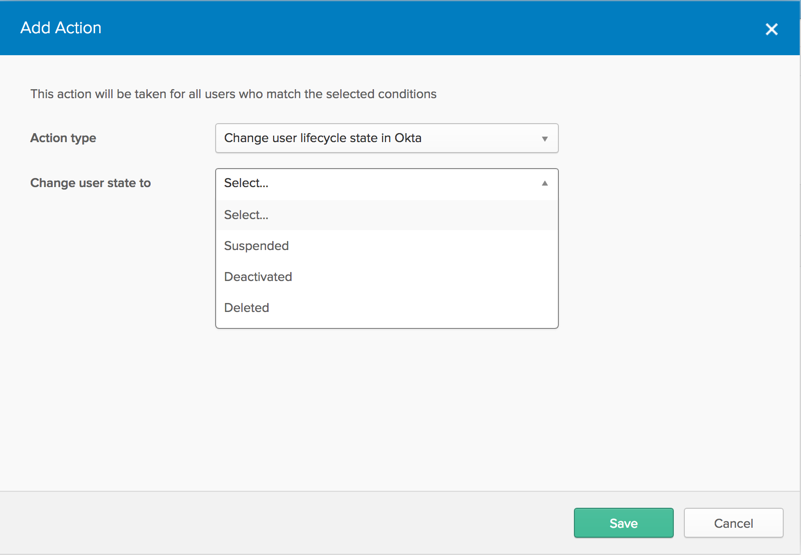 Add Action
This action will be taken for all users who match the selected conditions
Action type
Change user lifecycle state in Okta
Change user state to
Select...
Select...
Suspended
Deactivated
Deleted
Save
Cancel